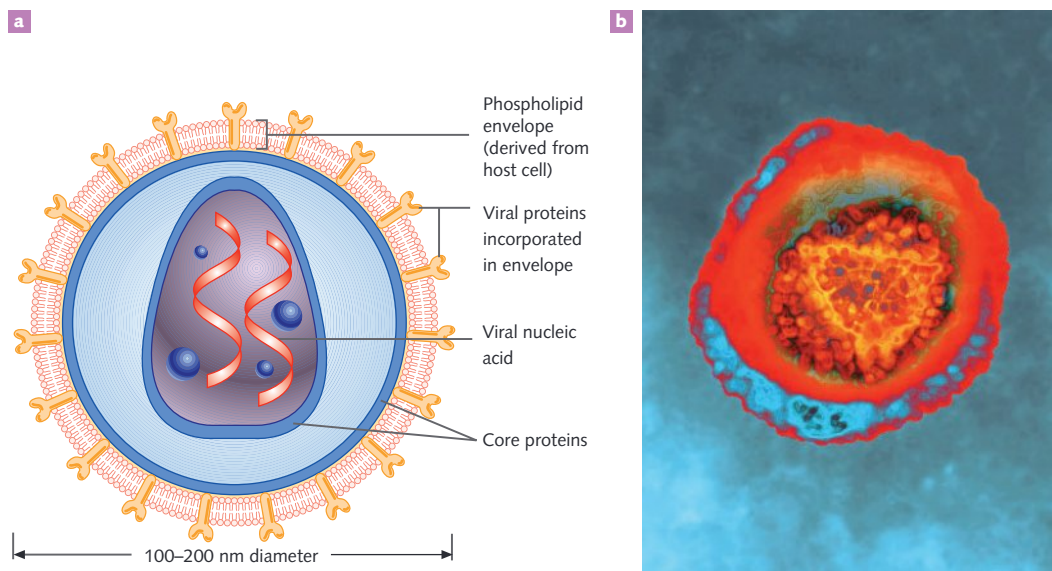 a
b
Phospholipid
envelope
(derived from
host cell)
Viral proteins
incorporated
in envelope
Viral nucleic
acid
Core proteins
100–200 nm diameter